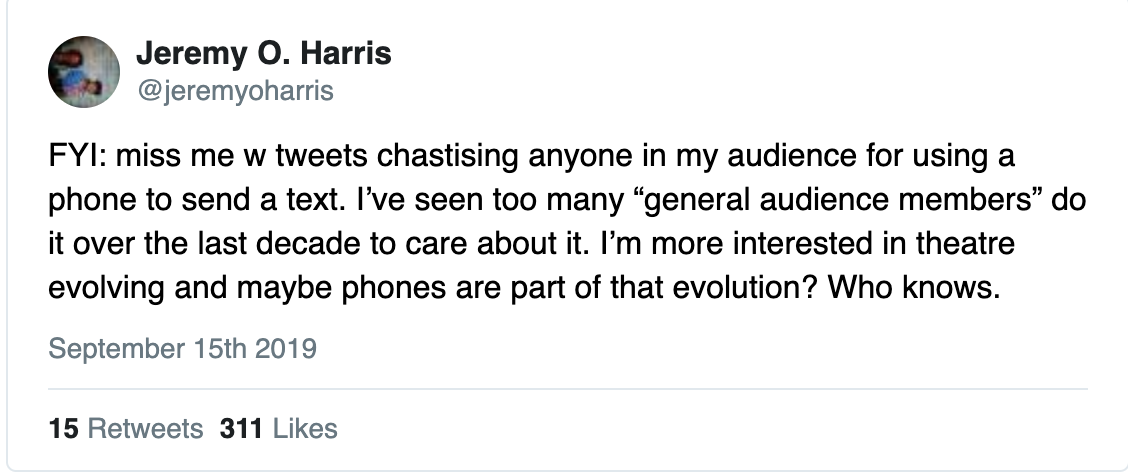 Jeremy O. Harris
@jeremyoharris
FYI: miss me w tweets chastising anyone in my audience for using a
phone to send a text. I’ve seen too many “general audience members” do
it over the last decade to care about it. I’m more interested in theatre
evolving and maybe phones are part of that evolution? Who knows.
September 15th 2019
15 Retweets 311 Likes